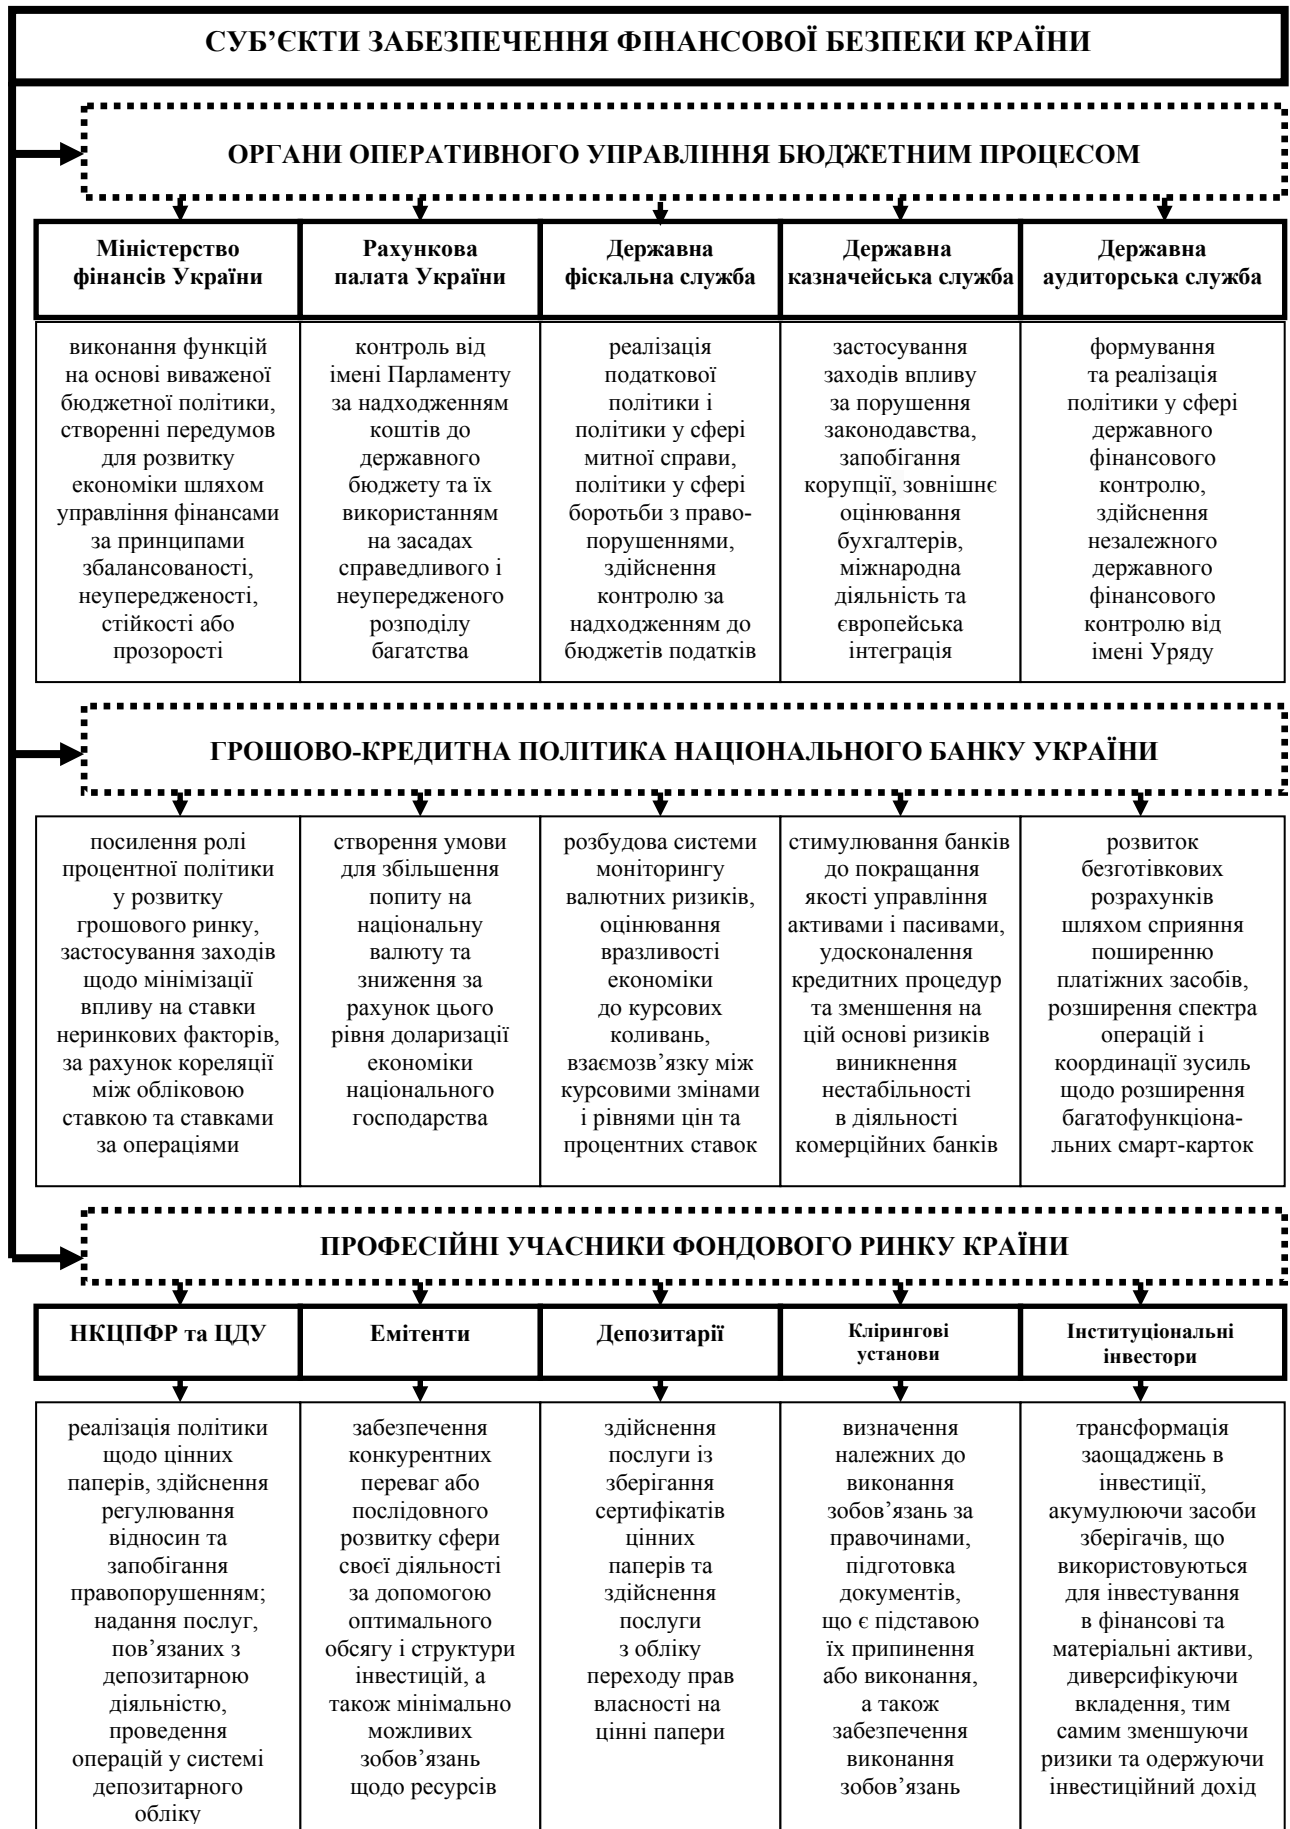 СУБ’ЄКТИ ЗАБЕЗПЕЧЕННЯ ФІНАНСОВОЇ БЕЗПЕКИ КРАЇНИ
ОРГАНИ ОПЕРАТИВНОГО УПРАВЛІННЯ БЮДЖЕТНИМ ПРОЦЕСОМ
Міністерство
фінансів України
Рахункова
палата України
Державна
фіскальна служба
Державна
казначейська служба
Державна
аудиторська служба
виконання функцій
на основі виваженої
бюджетної політики,
створенні передумов
для розвитку
економіки шляхом
управління фінансами
за принципами
збалансованості,
неупередженості,
стійкості або
прозорості
контроль від
імені Парламенту
за надходженням
коштів до
державного
бюджету та їх
використанням
на засадах
справедливого і
неупередженого
розподілу
багатства
реалізація
податкової
політики і
політики у сфері
митної справи,
політики у сфері
боротьби з право-
порушеннями,
здійснення
контролю за
надходженням до
бюджетів податків
застосування
заходів впливу
за порушення
законодавства,
запобігання
корупції, зовнішнє
оцінювання
бухгалтерів,
міжнародна
діяльність та
європейська
інтеграція
формування
та реалізація
політики у сфері
державного
фінансового
контролю,
здійснення
незалежного
державного
фінансового
контролю від
імені Уряду
ГРОШОВО-КРЕДИТНА ПОЛІТИКА НАЦІОНАЛЬНОГО БАНКУ УКРАЇНИ
посилення ролі
процентної політики
у розвитку
грошового ринку,
застосування заходів
щодо мінімізації
впливу на ставки
неринкових факторів,
за рахунок кореляції
між обліковою
ставкою та ставками
за операціями
створення умови
для збільшення
попиту на
національну
валюту та
зниження за
рахунок цього
рівня доларизації
економіки
національного
господарства
розбудова системи
моніторингу
валютних ризиків,
оцінювання
вразливості
економіки
до курсових
коливань,
взаємозв’язку між
курсовими змінами
і рівнями цін та
процентних ставок
стимулювання банків
до покращання
якості управління
активами і пасивами,
удосконалення
кредитних процедур
та зменшення на
цій основі ризиків
виникнення
нестабільності
в діяльності
комерційних банків
розвиток
безготівкових
розрахунків
шляхом сприяння
поширенню
платіжних засобів,
розширення спектра
операцій і
координації зусиль
щодо розширення
багатофункціона-
льних смарт-карток
ПРОФЕСІЙНІ УЧАСНИКИ ФОНДОВОГО РИНКУ КРАЇНИ
НКЦПФР та ЦДУ
Емітенти
Депозитарії
Клірингові
установи
Інституціональні
інвестори
реалізація політики
щодо цінних
паперів, здійснення
регулювання
відносин та
запобігання
правопорушенням;
надання послуг,
пов’язаних з
депозитарною
діяльністю,
проведення
операцій у системі
депозитарного
обліку
забезпечення
конкурентних
переваг або
послідовного
розвитку сфери
своєї діяльності
за допомогою
оптимального
обсягу і структури
інвестицій, а
також мінімально
можливих
зобов’язань
щодо ресурсів
здійснення
послуги із
зберігання
сертифікатів
цінних
паперів та
здійснення
послуги
з обліку
переходу прав
власності на
цінні папери
визначення
належних до
виконання
зобов’язань за
правочинами,
підготовка
документів,
що є підставою
їх припинення
або виконання,
а також
забезпечення
виконання
зобов’язань
трансформація
заощаджень в
інвестиції,
акумулюючи засоби
зберігачів, що
використовуються
для інвестування
в фінансові та
матеріальні активи,
диверсифікуючи
вкладення, тим
самим зменшуючи
ризики та одержуючи
інвестиційний дохід